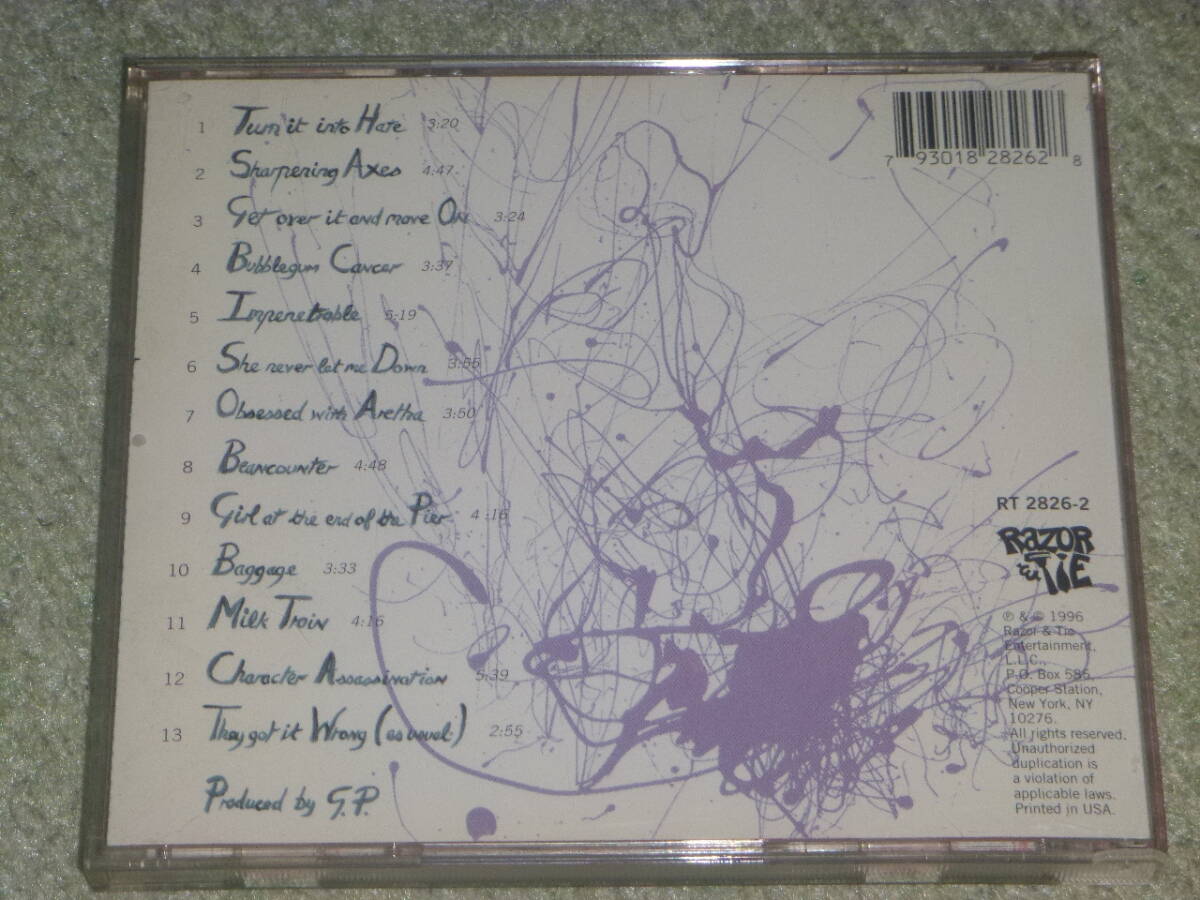 1 Turn it into Hate 3:20
2 Sharpening Axes 4:47
3 Get over it and move On 3:24
4 Bubblegum Cancer 3:37
5 Impenetrable 5:19
6 She never let me Down 3:55
7 Obsessed with Aretha 3:50
8 Beancounter 4:48
9 Girl at the end of the Pier 4:16
10 Baggage 3:33
11 Milk Train 4:16
12 Character Assassination 5:39
13 They got it Wrong (as usual) 2:55
Produced by G.P.
7 93018 28262 8
RT 2826-2
RAZOR
& TIE
℗ & © 1996
Razor & Tie
Entertainment,
L.L.C.,
P.O. Box 585,
Cooper Station,
New York, NY
10276.
All rights reserved.
Unauthorized
duplication is
a violation of
applicable laws.
Printed in USA.